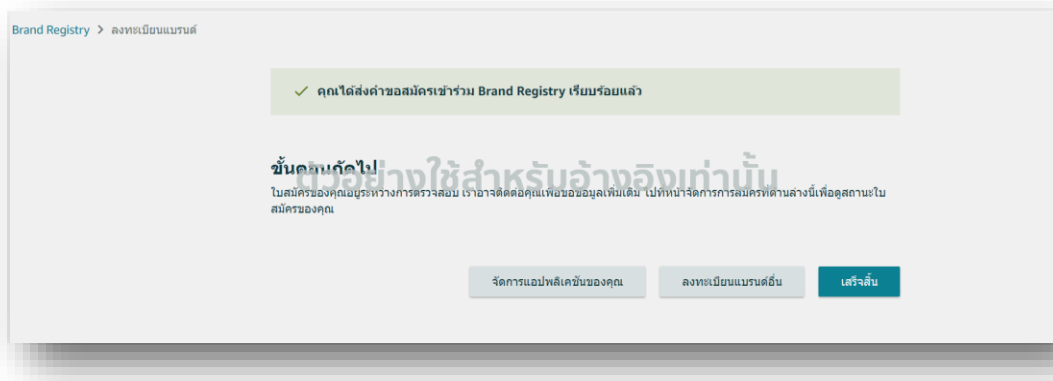 Brand Registry > ลงทะเบียนแบรนด์
✓ คุณได้ส่งคำขอสมัครเข้าร่วม Brand Registry เรียบร้อยแล้ว
ขั้นตอนถัดไป
ตัวอย่างใช้สำหรับอ้างอิงเท่านั้น
ใบสมัครของคุณอยู่ระหว่างการตรวจสอบ เราอาจติดต่อคุณเพื่อขอข้อมูลเพิ่มเติม ไปที่หน้าจัดการการสมัครที่ด้านล่างนี้เพื่อดูสถานะใบ
สมัครของคุณ
จัดการแอปพลิเคชันของคุณ ลงทะเบียนแบรนด์อื่น เสร็จสิ้น